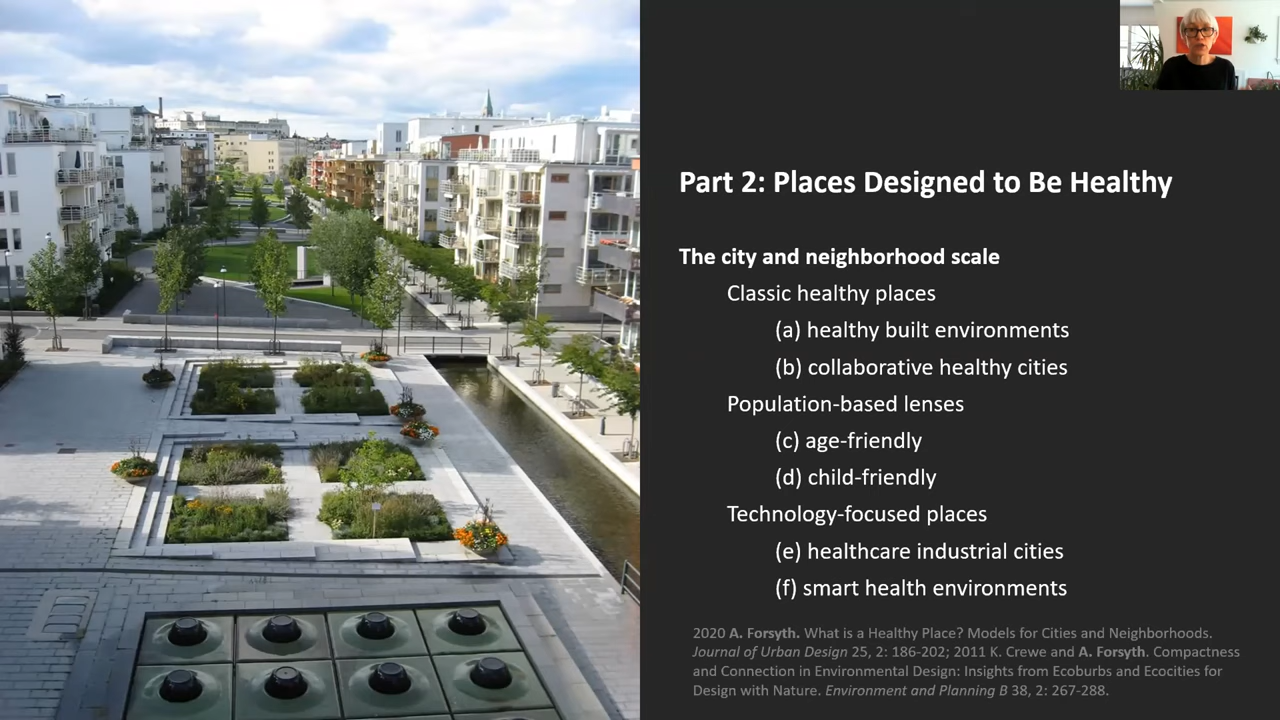 Part 2: Places Designed to Be Healthy
The city and neighborhood scale
Classic healthy places
(a) healthy built environments
(b) collaborative healthy cities
Population-based lenses
(c) age-friendly
(d) child-friendly
Technology-focused places
(e) healthcare industrial cities
(f) smart health environments
2020 A. Forsyth. What is a Healthy Place? Models for Cities and Neighborhoods.
Journal of Urban Design 25, 2: 186-202; 2011 K. Crewe and A. Forsyth. Compactness
and Connection in Environmental Design: Insights from Ecoburbs and Ecocities for
Design with Nature. Environment and Planning B 38, 2: 267-288.